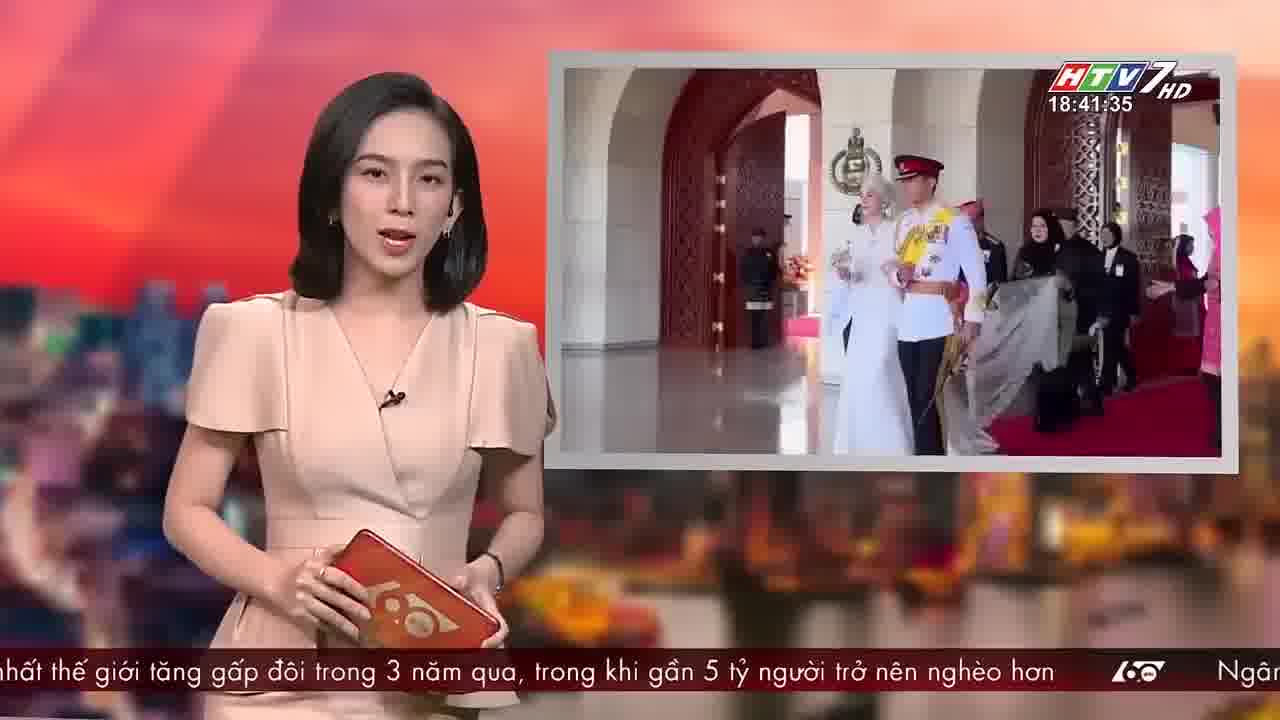 HTV7
HD
18:41:35
nhất thế giới tăng gấp đôi trong 3 năm qua, trong khi gần 5 tỷ người trở nên nghèo hơn
60
Ngân